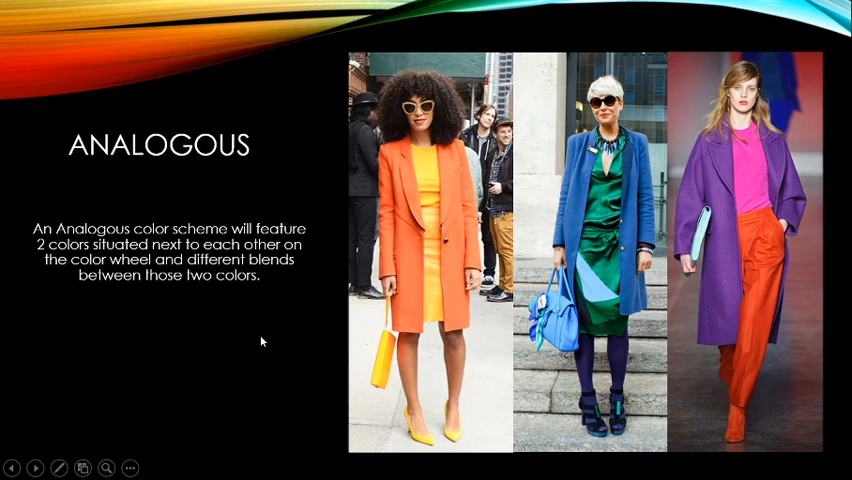 ANALOGOUS
An Analogous color scheme will feature
2 colors situated next to each other on
the color wheel and different blends
between those two colors.